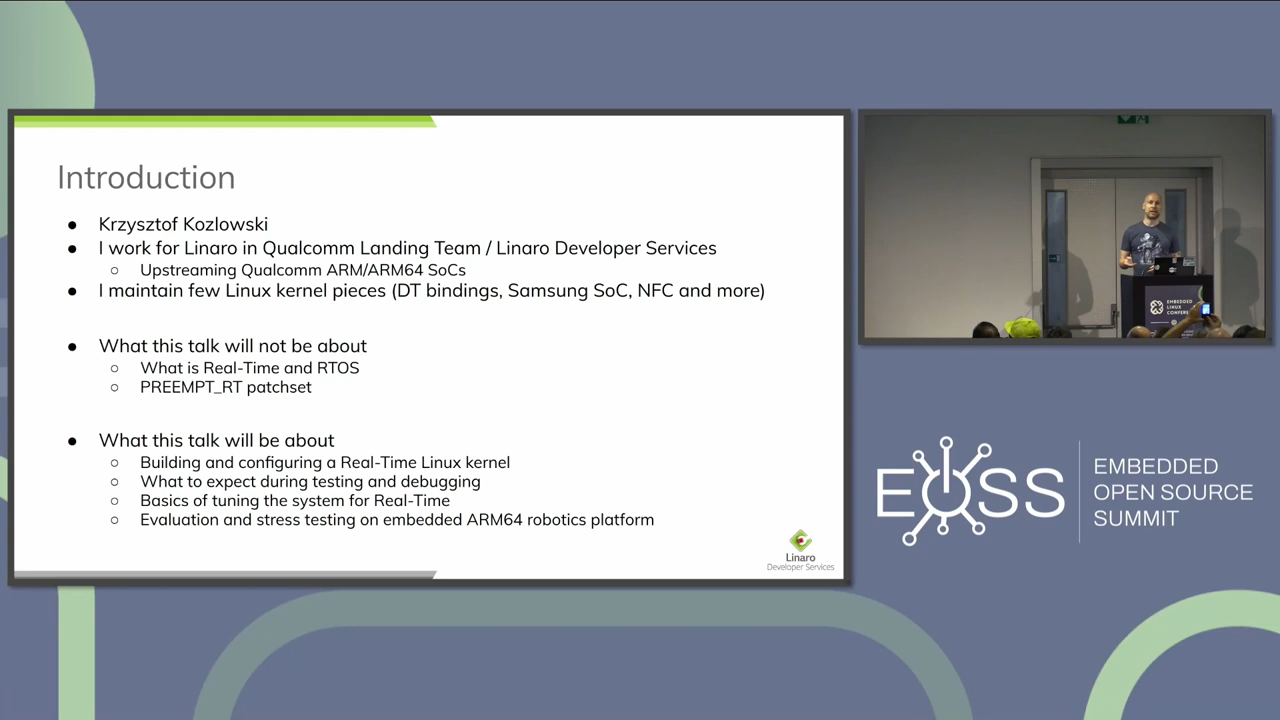 Introduction
● Krzysztof Kozlowski
● I work for Linaro in Qualcomm Landing Team / Linaro Developer Services
○ Upstreaming Qualcomm ARM/ARM64 SoCs
● I maintain few Linux kernel pieces (DT bindings, Samsung SoC, NFC and more)
● What this talk will not be about
○ What is Real-Time and RTOS
○ PREEMPT_RT patchset
● What this talk will be about
○ Building and configuring a Real-Time Linux kernel
○ What to expect during testing and debugging
○ Basics of tuning the system for Real-Time
○ Evaluation and stress testing on embedded ARM64 robotics platform
Linaro
Developer Services
EMBEDDED
LINUX
CONFERENCE
EOSS
EMBEDDED
OPEN SOURCE
SUMMIT